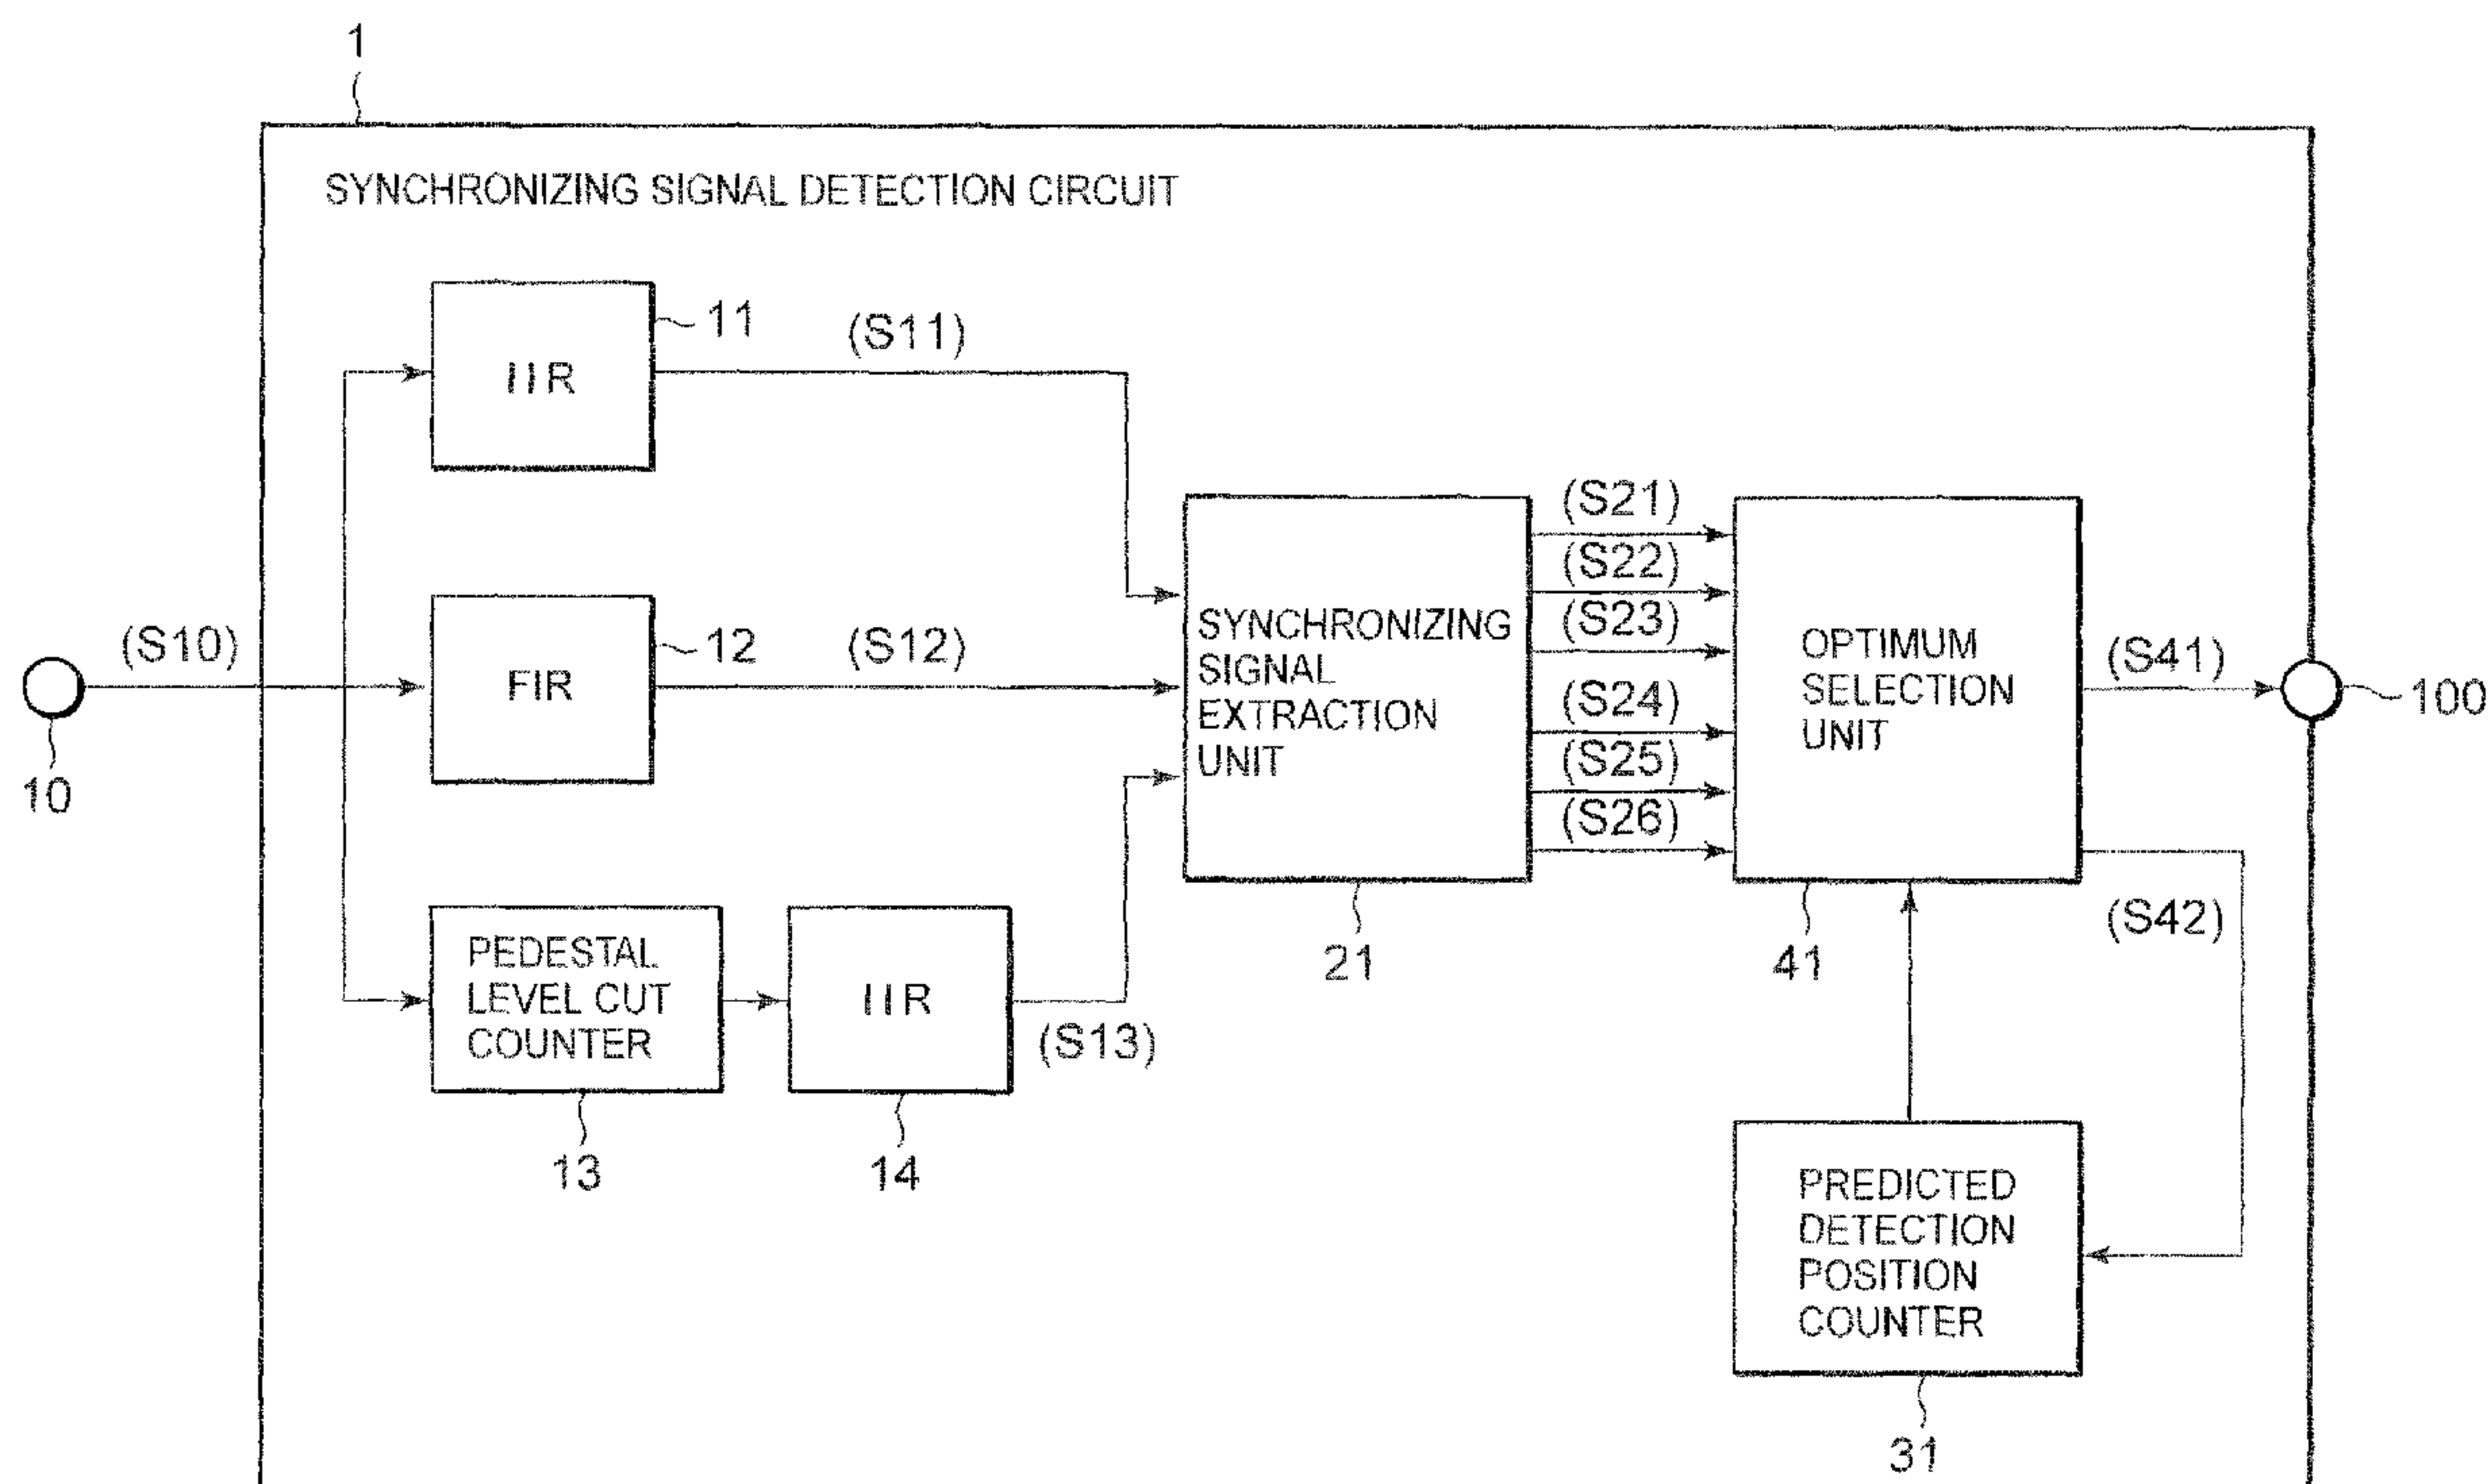 1
SYNCHRONIZING SIGNAL DETECTION CIRCUIT
IIR
11
(S11)
(S10)
10
FIR
12
(S12)
PEDESTAL
LEVEL CUT
COUNTER
13
IIR
14
(S13)
SYNCHRONIZING
SIGNAL
EXTRACTION
UNIT
21
(S21)
(S22)
(S23)
(S24)
(S25)
(S26)
OPTIMUM
SELECTION
UNIT
41
(S41)
100
(S42)
PREDICTED
DETECTION
POSITION
COUNTER
31